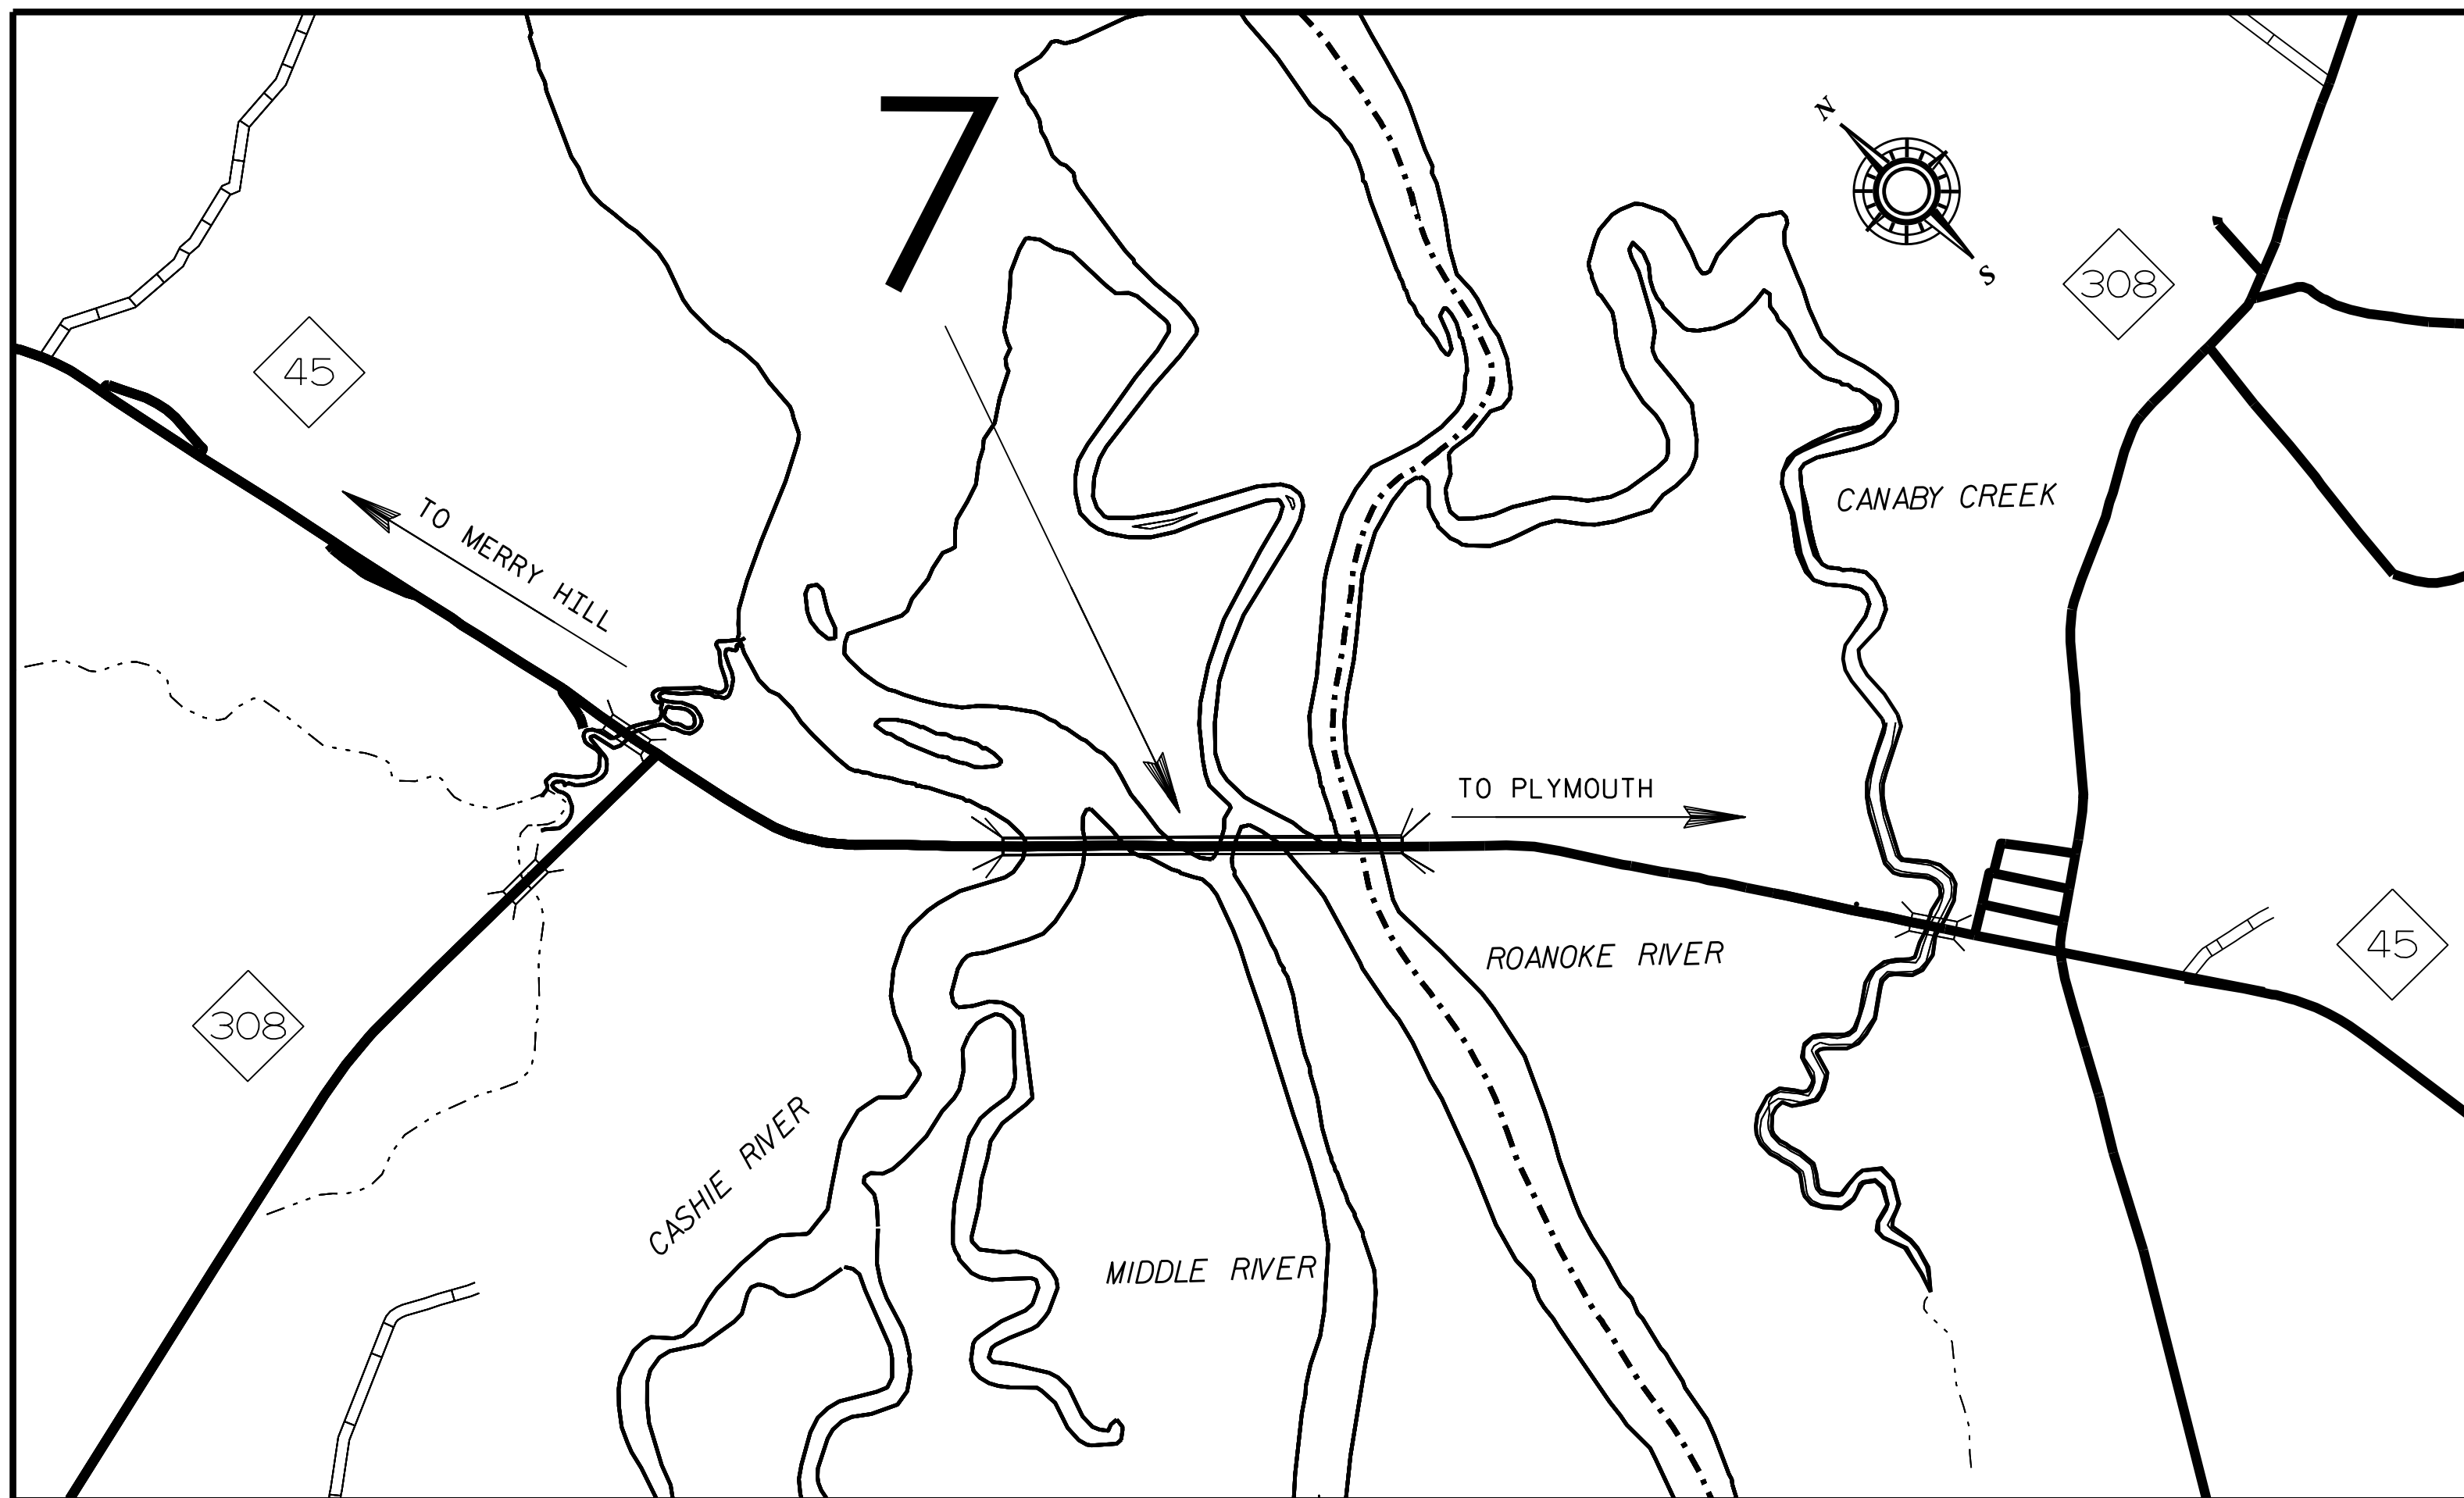 7
N
S
308
45
TO MERRY HILL
CANABY CREEK
TO PLYMOUTH
ROANOKE RIVER
45
308
CASHIE RIVER
MIDDLE RIVER